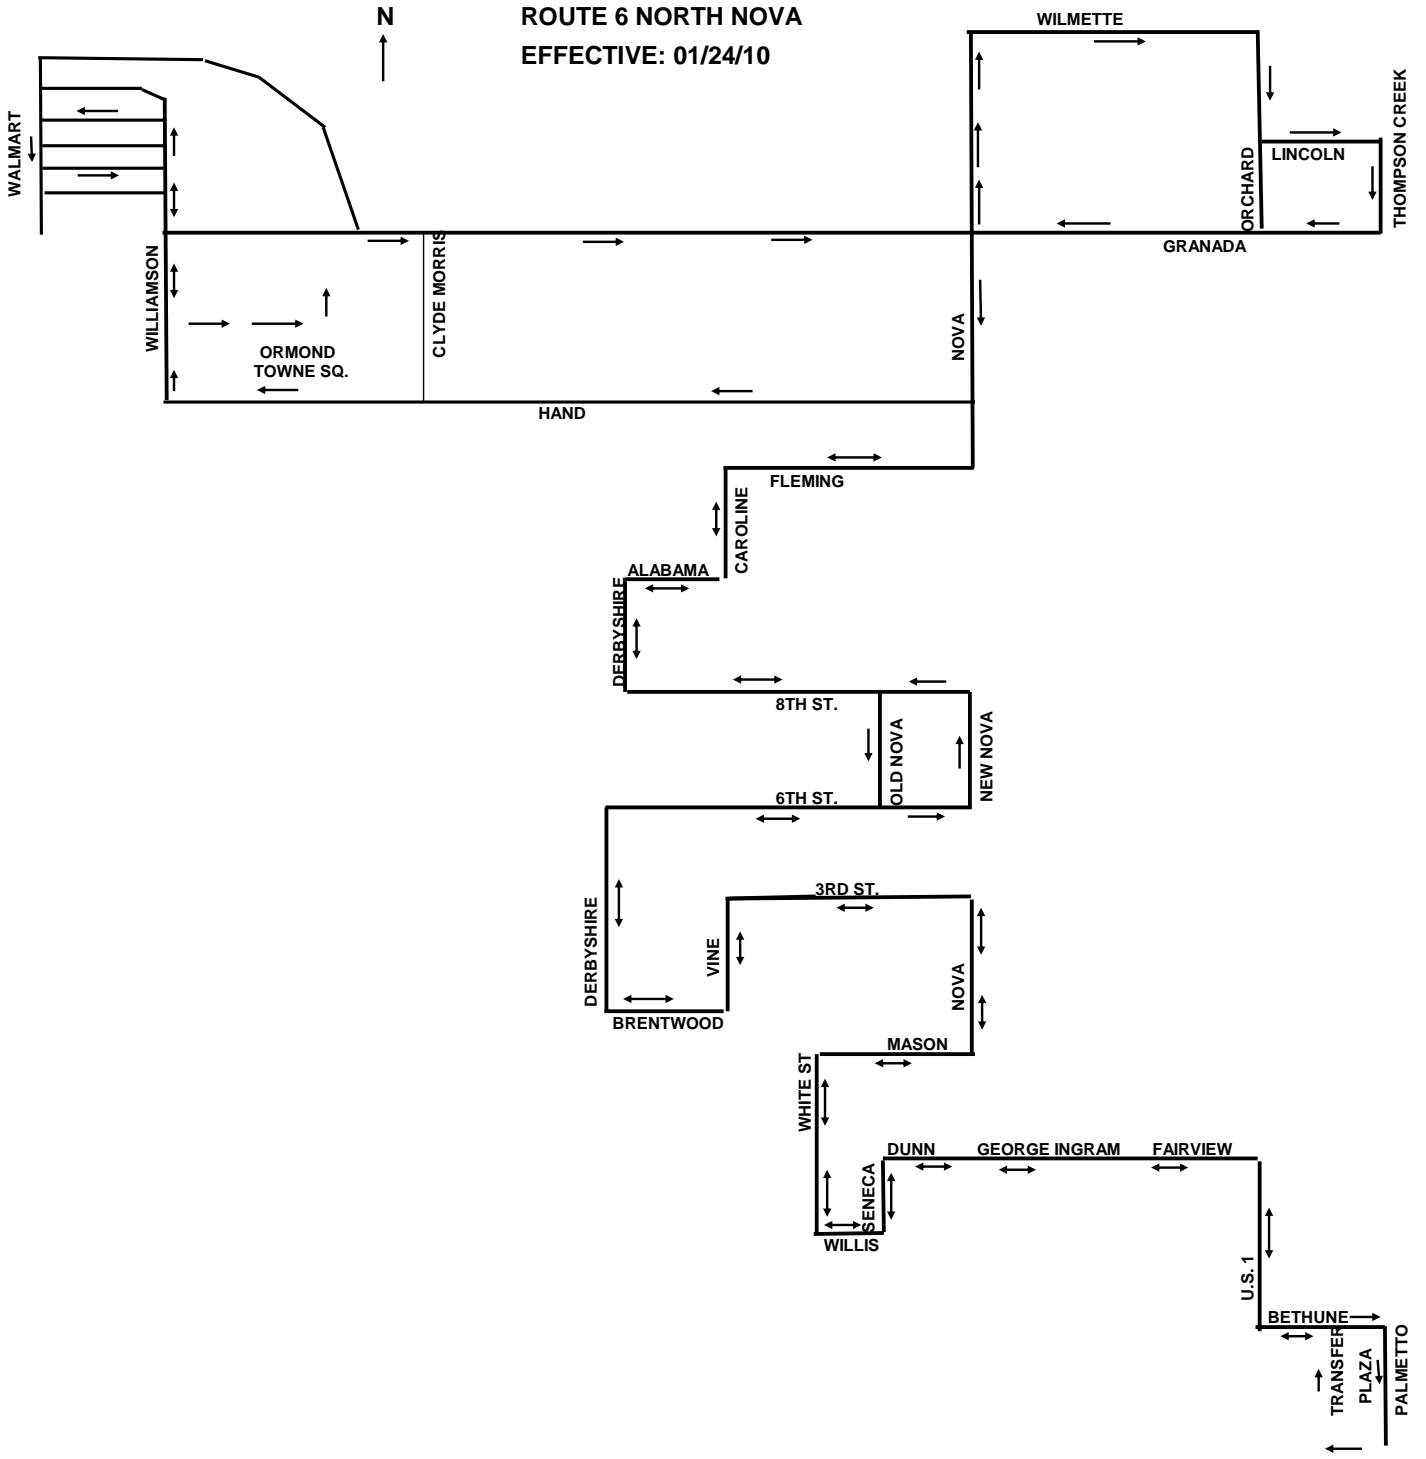 N
ROUTE 6 NORTH NOVA
EFFECTIVE: 01/24/10
WILMETTE
WALMART
LINCOLN
ORCHARD
THOMPSON CREEK
GRANADA
WILLIAMSON
CLYDE MORRIS
NOVA
ORMOND
TOWNE SQ.
HAND
FLEMING
CAROLINE
ALABAMA
DERBYSHIRE
8TH ST.
OLD NOVA
NEW NOVA
6TH ST.
3RD ST.
DERBYSHIRE
VINE
NOVA
BRENTWOOD
MASON
WHITE ST
DUNN
GEORGE INGRAM
FAIRVIEW
SENECA
WILLIS
U.S. 1
BETHUNE
TRANSFER
PLAZA
PALMETTO